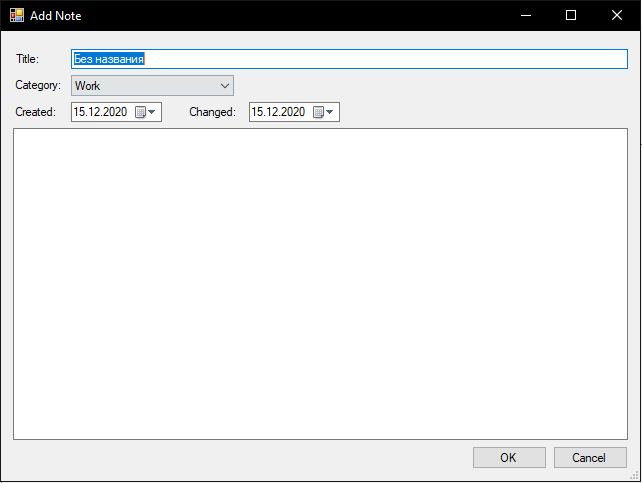 Add Note
Title: Без названия
Category: Work
Created: 15.12.2020 Changed: 15.12.2020
OK Cancel